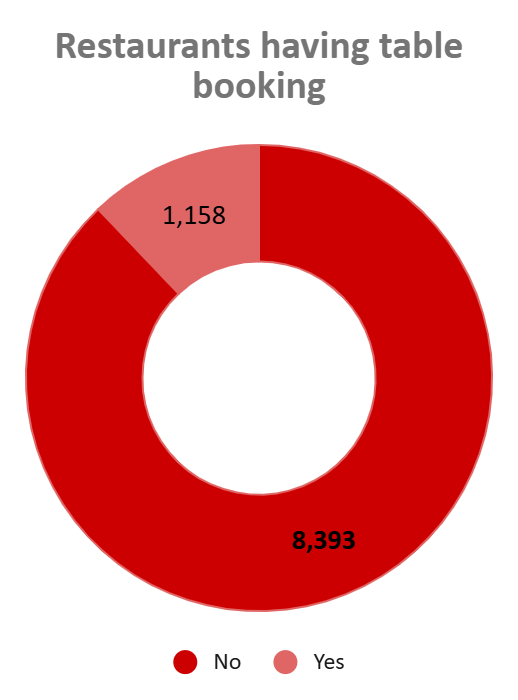 Restaurants having table
booking
1,158
8,393
No
Yes